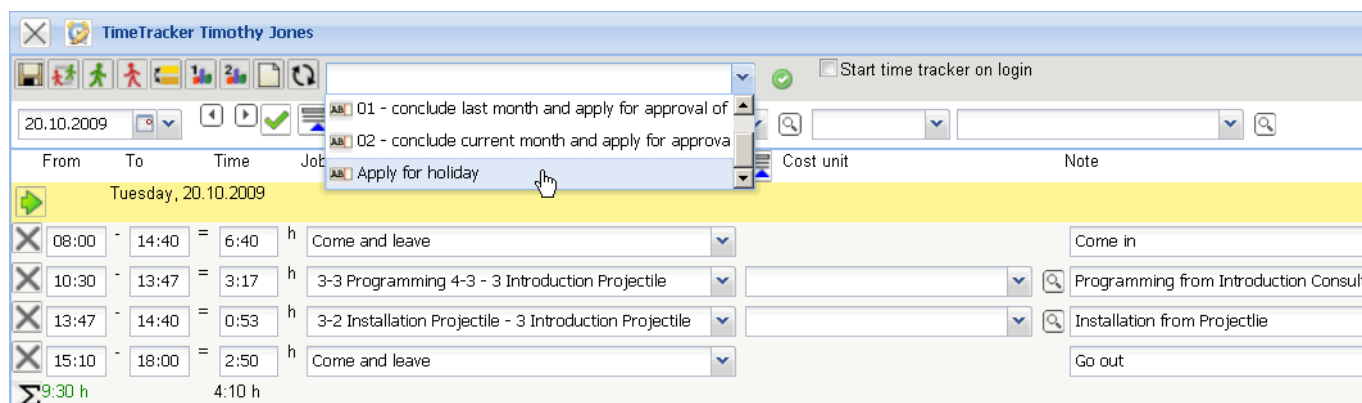 TimeTracker Timothy Jones
Start time tracker on login
01 - conclude last month and apply for approval of
20.10.2009
02 - conclude current month and apply for approva
From To Time Job Cost unit Note
Apply for holiday
Tuesday, 20.10.2009
08:00 - 14:40 = 6:40 h Come and leave Come in
10:30 - 13:47 = 3:17 h 3-3 Programming 4-3 - 3 Introduction Projectile Programming from Introduction Consult
13:47 - 14:40 = 0:53 h 3-2 Installation Projectile - 3 Introduction Projectile Installation from Projectlie
15:10 - 18:00 = 2:50 h Come and leave Go out
Σ 9:30 h 4:10 h